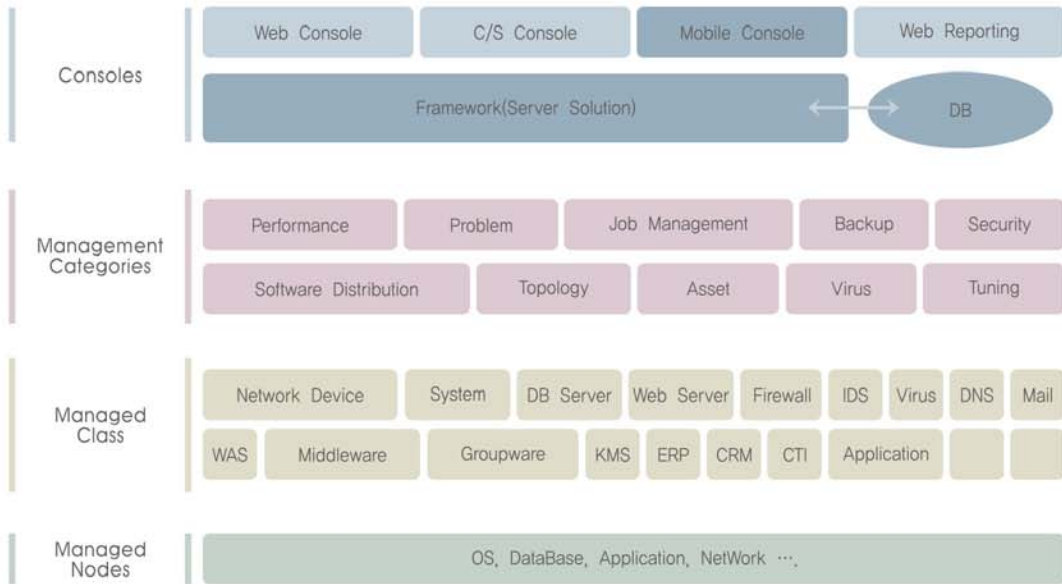 Consoles
Web Console
C/S Console
Mobile Console
Web Reporting
Framework(Server Solution)
DB
Management
Categories
Performance
Problem
Job Management
Backup
Security
Software Distribution
Topology
Asset
Virus
Tuning
Managed
Class
Network Device
System
DB Server
Web Server
Firewall
IDS
Virus
DNS
Mail
WAS
Middleware
Groupware
KMS
ERP
CRM
CTI
Application
Managed
Nodes
OS, DataBase, Application, NetWork ….